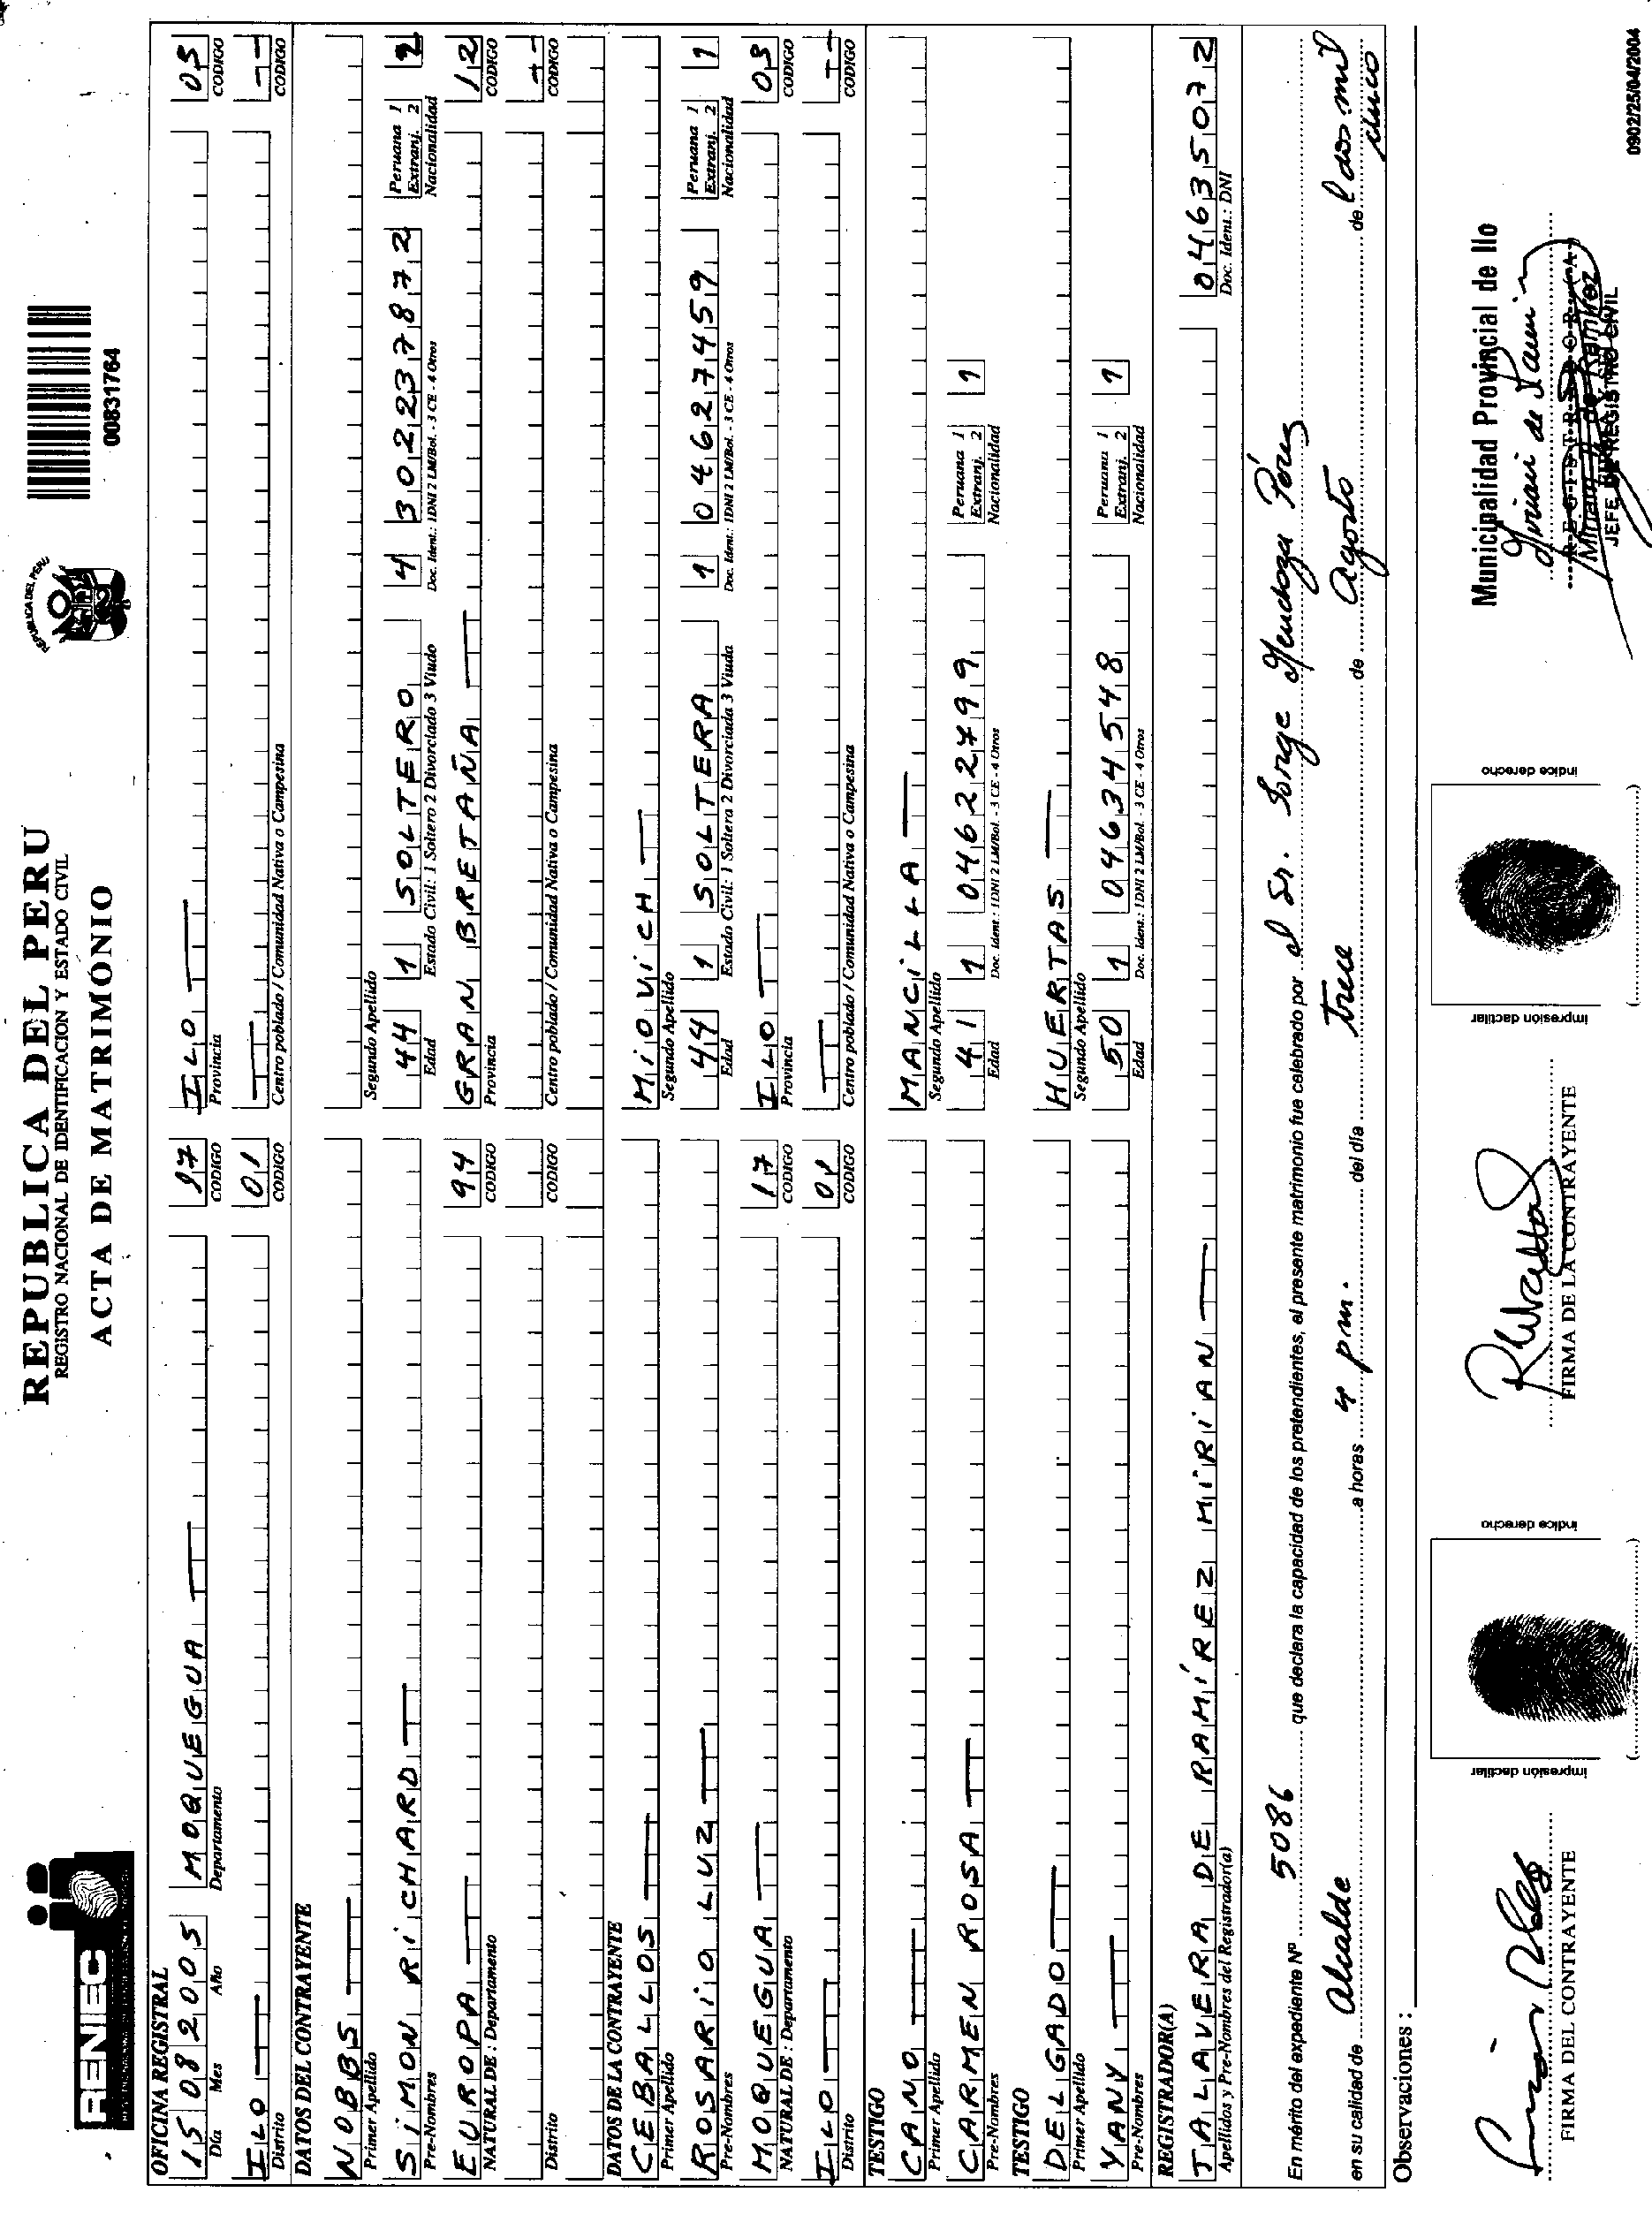 RENIEC
REPUBLICA DEL PERU
REGISTRO NACIONAL DE IDENTIFICACION Y ESTADO CIVIL
ACTA DE MATRIMONIO
REPUBLICA DEL PERU
00831764
OFICINA REGISTRAL
15 08 2005 MOQUEGUA 17 ILO 03
Día Mes Año Departamento CODIGO Provincia CODIGO
ILO 01
Distrito CODIGO Centro poblado / Comunidad Nativa o Campesina CODIGO
DATOS DEL CONTRAYENTE
NOBBS
Primer Apellido Segundo Apellido
SiMON RiCHARD 44 1 SOLTERO 4 302237872 Peruana 1 Extranj. 2 2
Pre-Nombres Edad Estado Civil: 1 Soltero 2 Divorciado 3 Viudo Doc. Ident.: 1DNI 2 LM/Bol. - 3 CE - 4 Otros Nacionalidad
EUROPA 94 GRAN BRETAÑA 12
NATURAL DE : Departamento CODIGO Provincia CODIGO
Distrito CODIGO Centro poblado / Comunidad Nativa o Campesina CODIGO
DATOS DE LA CONTRAYENTE
CEBALLOS MiOViCH
Primer Apellido Segundo Apellido
ROSARiO LUZ 44 1 SOLTERA 1 04627459 Peruana 1 Extranj. 2 1
Pre-Nombres Edad Estado Civil: 1 Soltera 2 Divorciada 3 Viuda Doc. Ident.: 1DNI 2 LM/Bol. - 3 CE - 4 Otros Nacionalidad
MOQUEGUA 17 ILO 03
NATURAL DE : Departamento CODIGO Provincia CODIGO
ILO 01
Distrito CODIGO Centro poblado / Comunidad Nativa o Campesina CODIGO
TESTIGO
CANO MANCiLLA
Primer Apellido Segundo Apellido
CARMEN ROSA 41 1 04622799 Peruana 1 Extranj. 2 1
Pre-Nombres Edad Doc. Ident.: 1DNI 2 LM/Bol. - 3 CE - 4 Otros Nacionalidad
TESTIGO
DELGADO HUERTAS
Primer Apellido Segundo Apellido
YANY 50 1 04634548 Peruana 1 Extranj. 2 1
Pre-Nombres Edad Doc. Ident.: 1DNI 2 LM/Bol. - 3 CE - 4 Otros Nacionalidad
REGISTRADOR(A)
TALAVERA DE RAMÍREZ MiRiAN 04635072
Apellidos y Pre-Nombres del Registrador(a) Doc. Ident.: DNI
En mérito del expediente Nº 5086 que declara la capacidad de los pretendientes, el presente matrimonio fue celebrado por el Sr. Jorge Mendoza Pérez
en su calidad de Alcalde a horas 4 pm. del día trece de Agosto de l dos mil cinco
Observaciones :
Municipalidad Provincial de Ilo
REGISTRADOR(A)
JEFE DE REGISTRO CIVIL
FIRMA DEL CONTRAYENTE impresión dactilar índice derecho FIRMA DE LA CONTRAYENTE impresión dactilar índice derecho
0902/25/04/2004